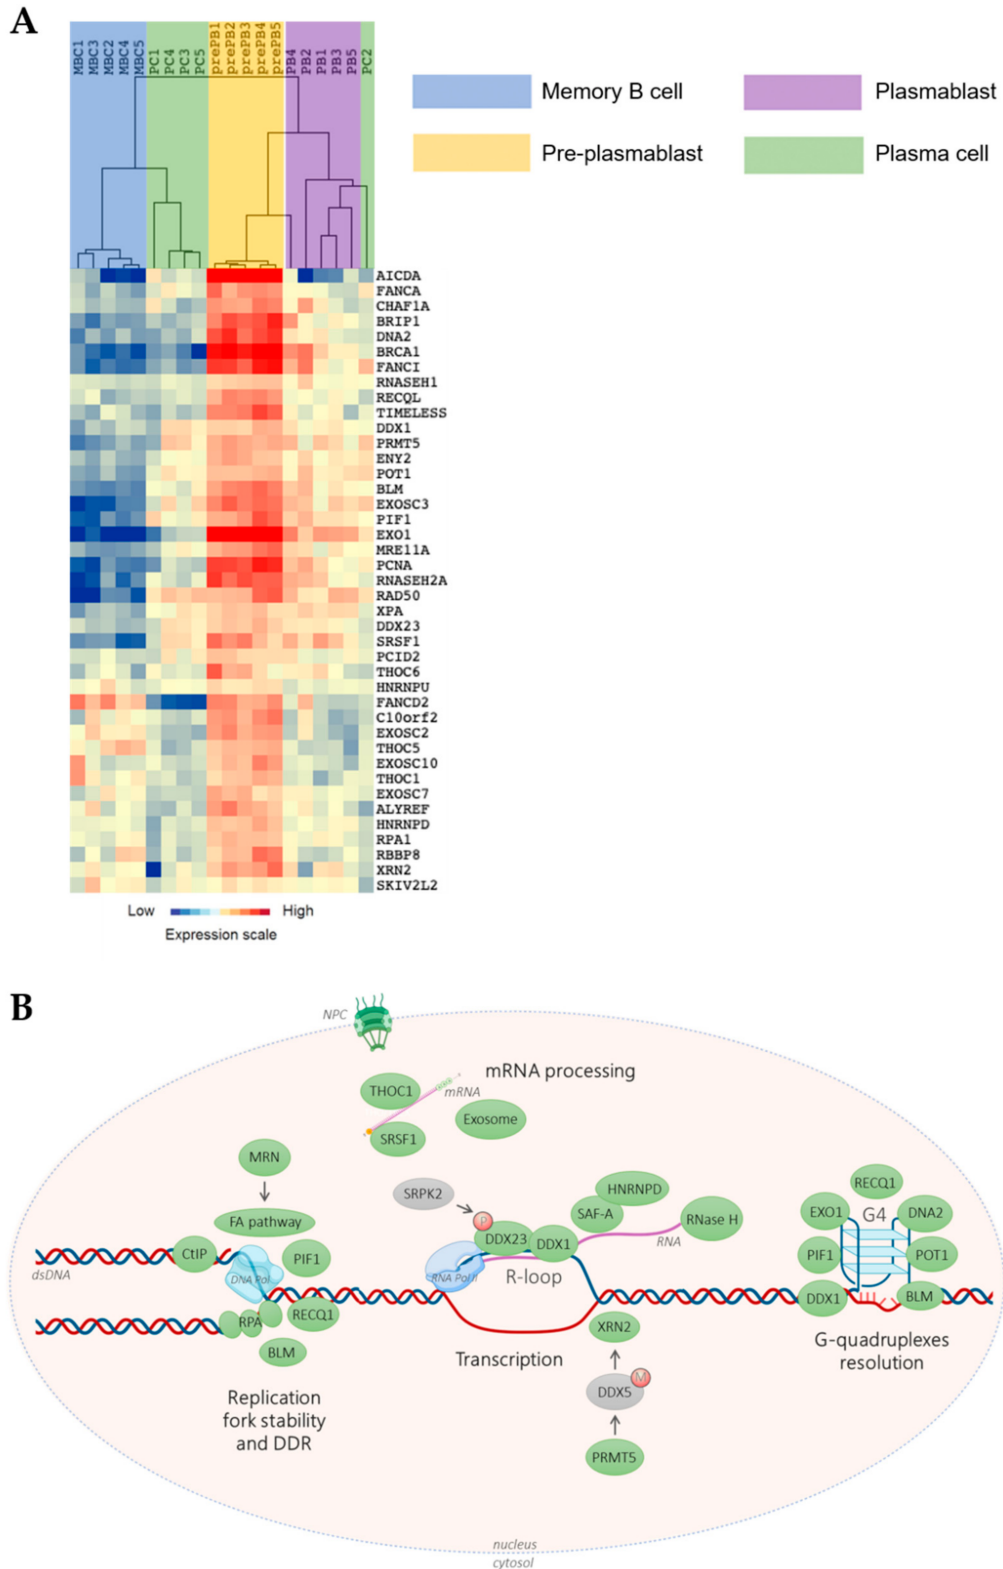 A
MBC1
MBC3
MBC2
MBC4
MBC5
PC1
PC4
PC3
PC5
prePB1
prePB2
prePB3
prePB4
prePB5
PB4
PB2
PB1
PB3
PB5
PC2
Memory B cell
Plasmablast
Pre-plasmablast
Plasma cell
AICDA
FANCA
CHAF1A
BRIP1
DNA2
BRCA1
FANCI
RNASEH1
RECQL
TIMELESS
DDX1
PRMT5
ENY2
POT1
BLM
EXOSC3
PIF1
EXO1
MRE11A
PCNA
RNASEH2A
RAD50
XPA
DDX23
SRSF1
PCID2
THOC6
HNRNPU
FANCD2
C10orf2
EXOSC2
THOC5
EXOSC10
THOC1
EXOSC7
ALYREF
HNRNPD
RPA1
RBBP8
XRN2
SKIV2L2
Low
High
Expression scale
B
NPC
mRNA processing
THOC1
mRNA
Exosome
SRSF1
MRN
FA pathway
CtIP
PIF1
dsDNA
DNA Pol
RPA
RECQ1
BLM
Replication
fork stability
and DDR
SRPK2
P
DDX23
DDX1
SAF-A
HNRNPD
RNase H
RNA
RNA Pol II
R-loop
Transcription
XRN2
DDX5
M
PRMT5
RECQ1
EXO1
G4
DNA2
PIF1
POT1
DDX1
BLM
G-quadruplexes
resolution
nucleus
cytosol